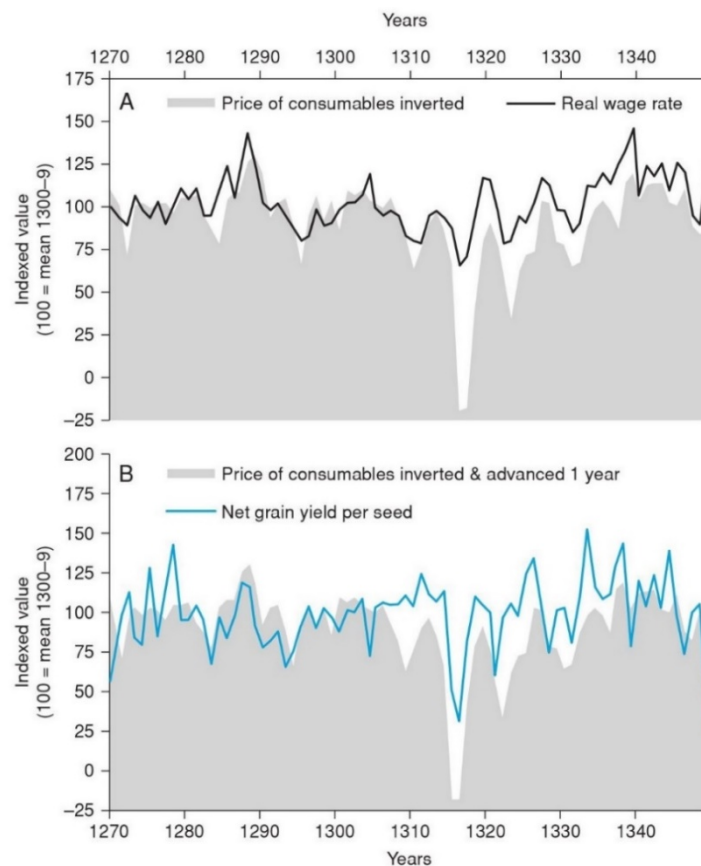 Years
1270 1280 1290 1300 1310 1320 1330 1340
175
150
125
100
75
50
25
0
−25
Indexed value
(100 = mean 1300–9)
A
Price of consumables inverted
Real wage rate
200
175
150
125
100
75
50
25
0
−25
Indexed value
(100 = mean 1300–9)
B
Price of consumables inverted & advanced 1 year
Net grain yield per seed
1270 1280 1290 1300 1310 1320 1330 1340
Years